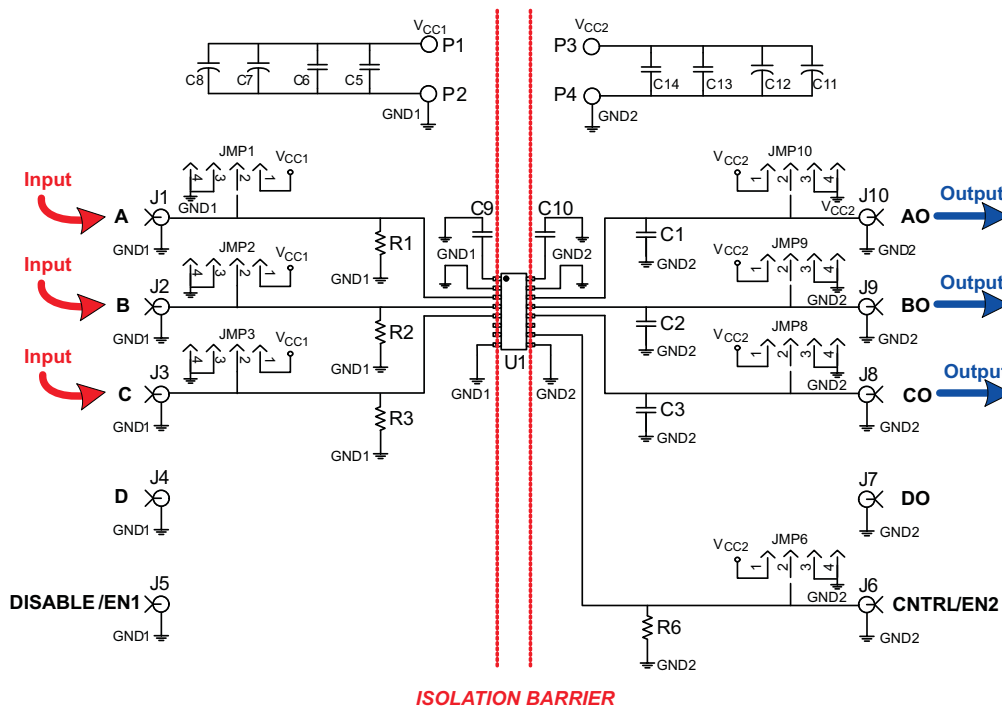 VCC1
P1
P3
VCC2
C8
C7
C6
C5
C14
C13
C12
C11
P2
GND1
P4
GND2
JMP1
4
3
2
1
VCC1
GND1
VCC2
JMP10
1
2
3
4
VCC2
Input
A
J1
GND1
R1
GND1
C9
GND1
C10
GND2
C1
GND2
J10
GND2
AO
Output
JMP2
4
3
2
1
VCC1
VCC2
JMP9
1
2
3
4
GND2
Input
B
J2
GND1
R2
GND1
C2
GND2
J9
GND2
BO
Output
JMP3
4
3
2
1
VCC1
U1
GND1
GND2
VCC2
JMP8
1
2
3
4
GND2
Input
C
J3
GND1
R3
GND1
C3
GND2
J8
GND2
CO
Output
D
J4
GND1
J7
GND2
DO
VCC2
JMP6
1
2
3
4
GND2
DISABLE /EN1
J5
GND1
R6
GND2
J6
GND2
CNTRL/EN2
ISOLATION BARRIER